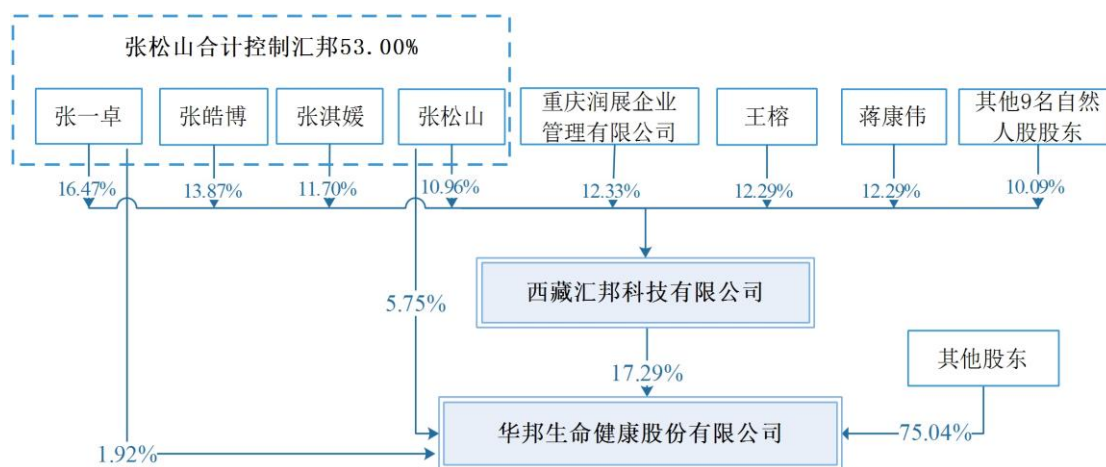 张松山合计控制汇邦53.00%
张一卓
张皓博
张淇媛
张松山
重庆润展企业
管理有限公司
王榕
蒋康伟
其他9名自然
人股股东
16.47%
13.87%
11.70%
10.96%
12.33%
12.29%
12.29%
10.09%
西藏汇邦科技有限公司
5.75%
17.29%
其他股东
华邦生命健康股份有限公司
75.04%
1.92%